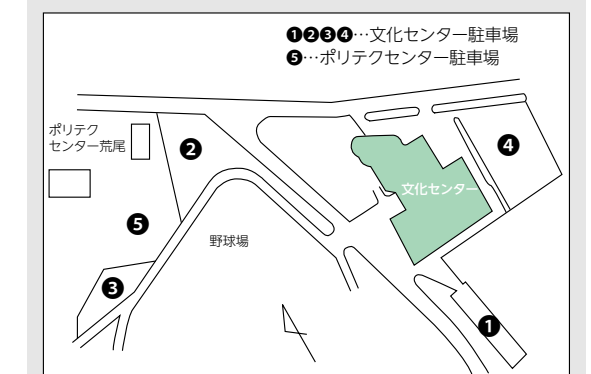 ❶❷❸❹…文化センター駐車場
❺…ポリテクセンター駐車場
ポリテク
センター荒尾
❷
❹
文化センター
❺
野球場
❸
❶